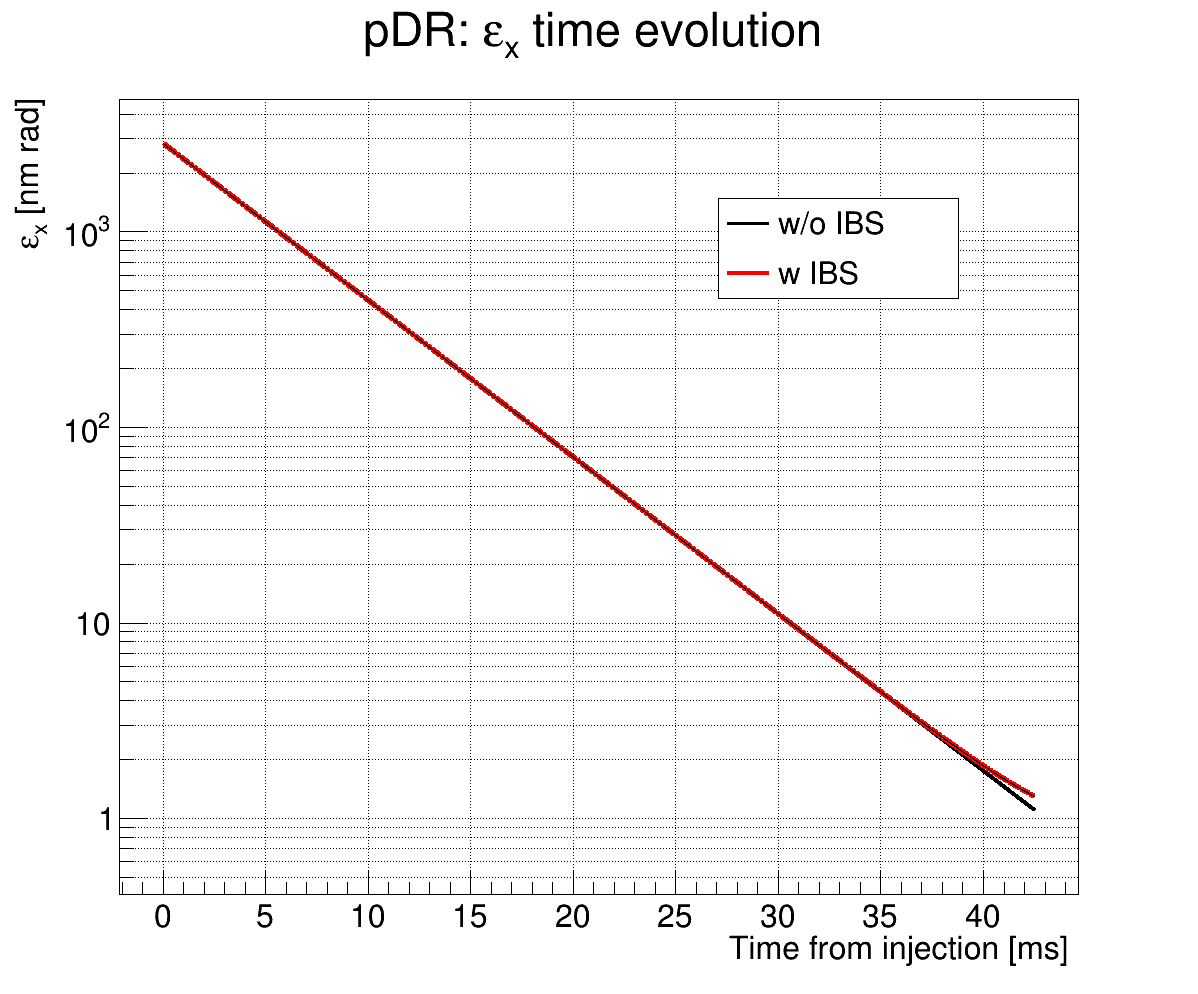 pDR: εx time evolution
εx [nm rad]
10³
10²
10
1
w/o IBS
w IBS
0 5 10 15 20 25 30 35 40
Time from injection [ms]